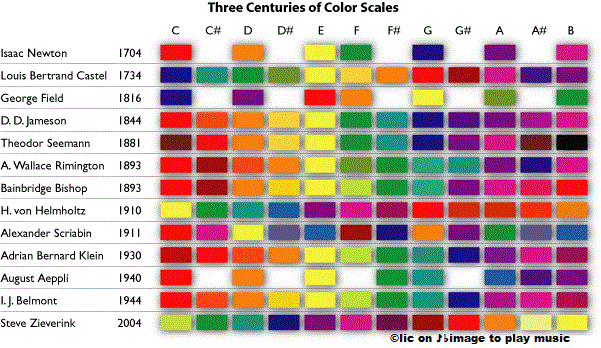 Three Centuries of Color Scales
C C# D D# E F F# G G# A A# B
Isaac Newton 1704
Louis Bertrand Castel 1734
George Field 1816
D. D. Jameson 1844
Theodor Seemann 1881
A. Wallace Rimington 1893
Bainbridge Bishop 1893
H. von Helmholtz 1910
Alexander Scriabin 1911
Adrian Bernard Klein 1930
August Aeppli 1940
I. J. Belmont 1944
Steve Zieverink 2004
©lic on ♪♭image to play music